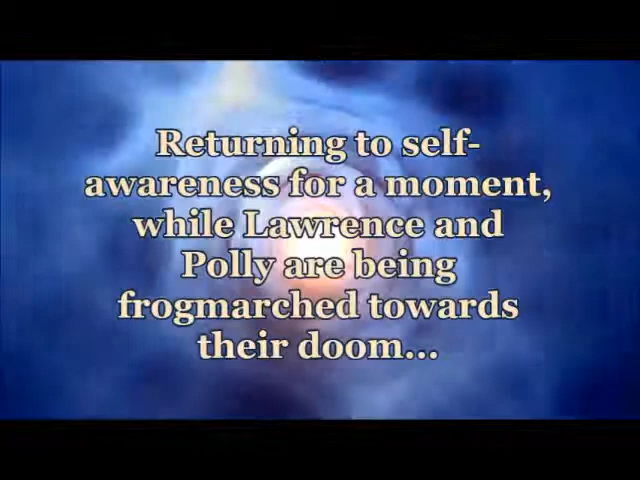 Returning to self-
awareness for a moment,
while Lawrence and
Polly are being
frogmarched towards
their doom...